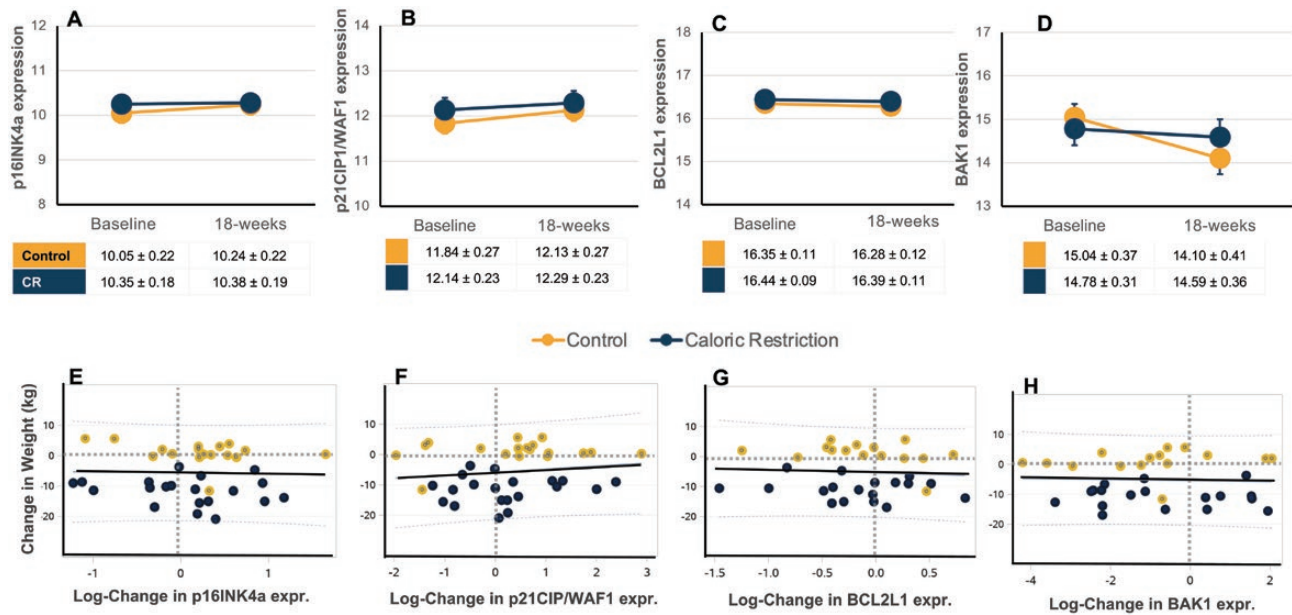 A
p16INK4a expression
12
11
10
9
8
Baseline 18-weeks
Control 10.05 ± 0.22 10.24 ± 0.22
CR 10.35 ± 0.18 10.38 ± 0.19
B
p21CIP1/WAF1 expression
14
13
12
11
10
Baseline 18-weeks
11.84 ± 0.27 12.13 ± 0.27
12.14 ± 0.23 12.29 ± 0.23
C
BCL2L1 expression
18
17
16
15
14
Baseline 18-weeks
16.35 ± 0.11 16.28 ± 0.12
16.44 ± 0.09 16.39 ± 0.11
D
BAK1 expression
17
16
15
14
13
Baseline 18-weeks
15.04 ± 0.37 14.10 ± 0.41
14.78 ± 0.31 14.59 ± 0.36
Control Caloric Restriction
E
Change in Weight (kg)
10
0
-10
-20
-1 0 1
Log-Change in p16INK4a expr.
F
10
0
-10
-20
-2 -1 0 1 2 3
Log-Change in p21CIP/WAF1 expr.
G
10
0
-10
-20
-1.5 -1.0 -0.5 0.0 0.5
Log-Change in BCL2L1 expr.
H
10
0
-10
-20
-4 -2 0 2
Log-Change in BAK1 expr.